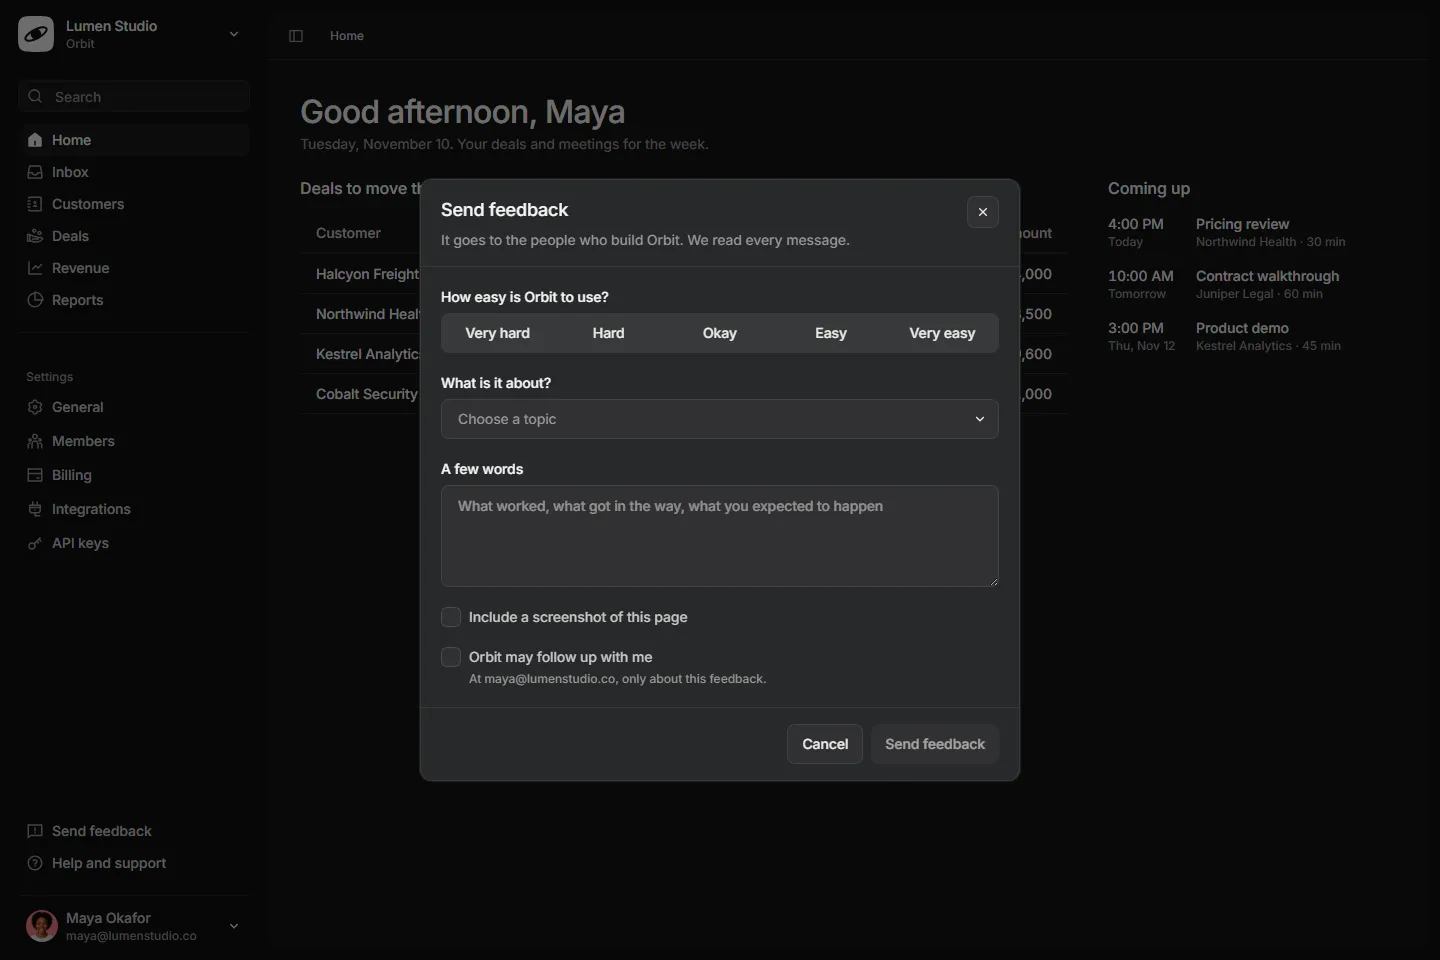 Lumen Studio
Orbit
Search
Home
Inbox
Customers
Deals
Revenue
Reports
Settings
General
Members
Billing
Integrations
API keys
Send feedback
Help and support
Maya Okafor
maya@lumenstudio.co
Home
Good afternoon, Maya
Tuesday, November 10. Your deals and meetings for the week.
Deals to move
Customer
Halcyon Freight
Northwind
Kestrel
Cobalt Security
,000
,500
,600
,000
Coming up
4:00 PM Pricing review
Today Northwind Health · 30 min
10:00 AM Contract walkthrough
Tomorrow Juniper Legal · 60 min
3:00 PM Product demo
Thu, Nov 12 Kestrel Analytics · 45 min
Send feedback
It goes to the people who build Orbit. We read every message.
How easy is Orbit to use?
Very hard Hard Okay Easy Very easy
What is it about?
Choose a topic
A few words
What worked, what got in the way, what you expected to happen
Include a screenshot of this page
Orbit may follow up with me
At maya@lumenstudio.co, only about this feedback.
Cancel Send feedback